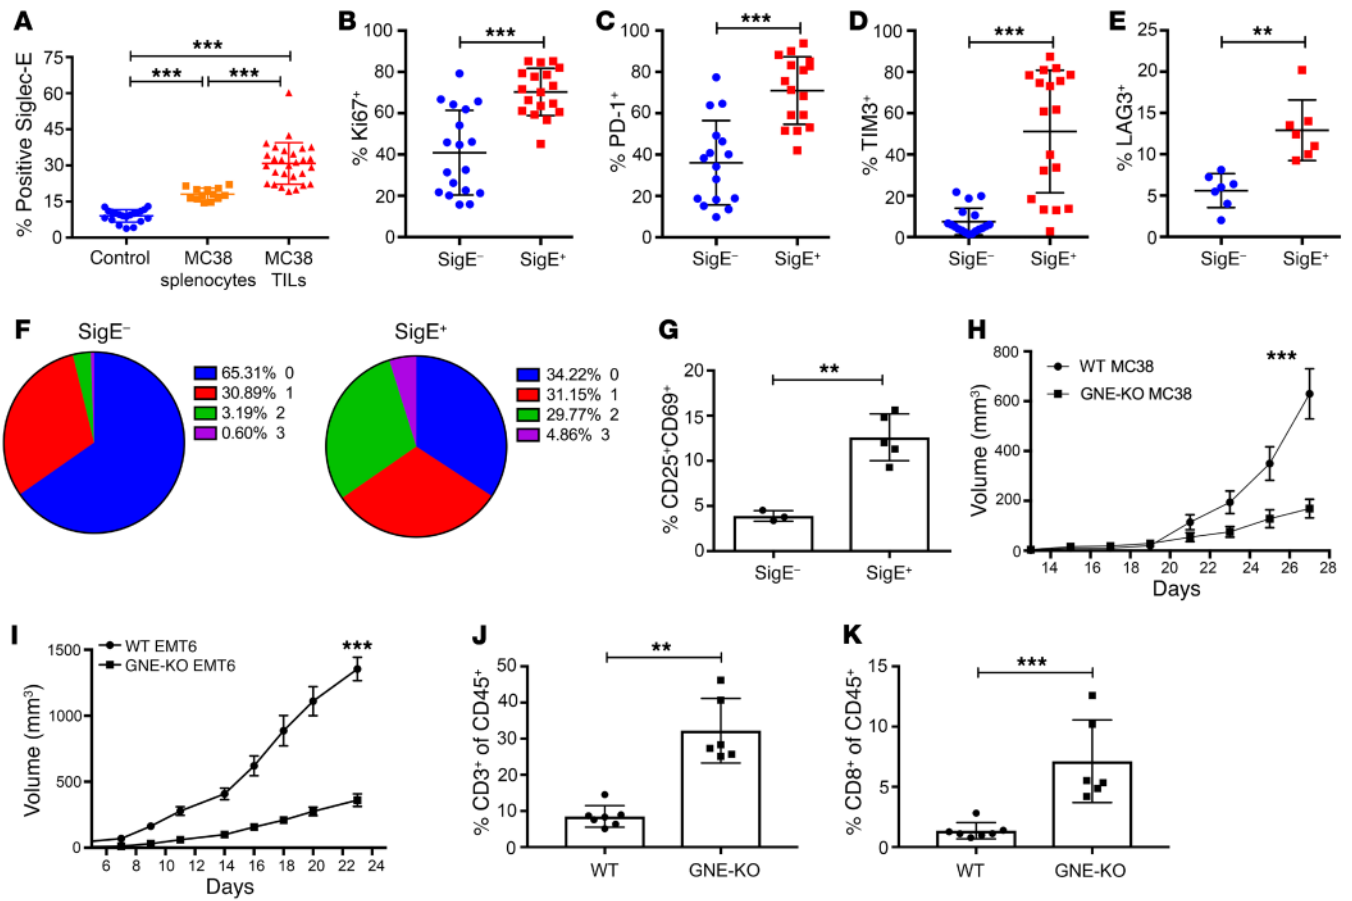 A
% Positive Siglec-E
75
60
45
30
15
0
***
***
***
Control
MC38
splenocytes
MC38
TILs
B
% Ki67⁺
100
80
60
40
20
0
***
SigE⁻
SigE⁺
C
% PD-1⁺
100
80
60
40
20
0
***
SigE⁻
SigE⁺
D
% TIM3⁺
100
80
60
40
20
0
***
SigE⁻
SigE⁺
E
% LAG3⁺
25
20
15
10
5
0
**
SigE⁻
SigE⁺
F
SigE⁻
65.31% 0
30.89% 1
3.19% 2
0.60% 3
SigE⁺
34.22% 0
31.15% 1
29.77% 2
4.86% 3
G
% CD25⁺CD69⁺
20
15
10
5
0
**
SigE⁻
SigE⁺
H
Volume (mm³)
800
600
400
200
0
WT MC38
GNE-KO MC38
***
14 16 18 20 22 24 26 28
Days
I
Volume (mm³)
1500
1000
500
0
WT EMT6
GNE-KO EMT6
***
6 8 10 12 14 16 18 20 22 24
Days
J
% CD3⁺ of CD45⁺
50
40
30
20
10
0
**
WT
GNE-KO
K
% CD8⁺ of CD45⁺
15
10
5
0
***
WT
GNE-KO